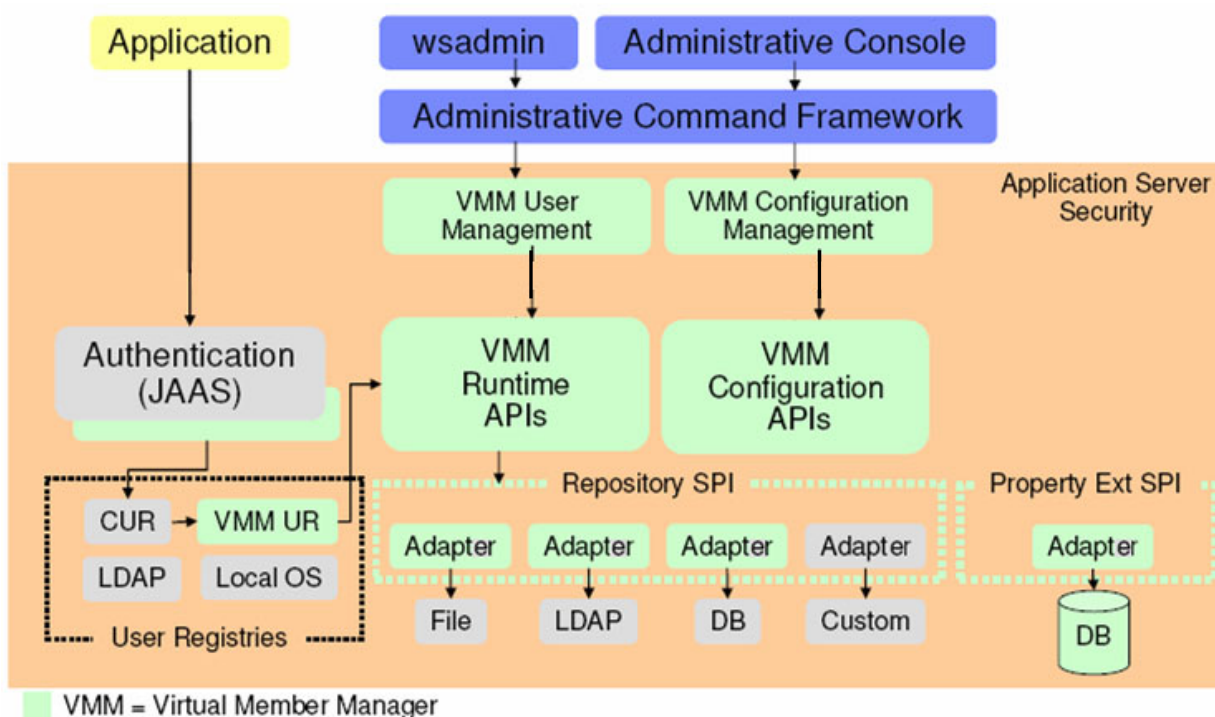 Application
wsadmin
Administrative Console
Administrative Command Framework
Application Server
Security
VMM User
Management
VMM Configuration
Management
Authentication
(JAAS)
VMM
Runtime
APIs
VMM
Configuration
APIs
Repository SPI
Property Ext SPI
CUR
VMM UR
LDAP
Local OS
User Registries
Adapter
Adapter
Adapter
Adapter
Adapter
File
LDAP
DB
Custom
DB
VMM = Virtual Member Manager